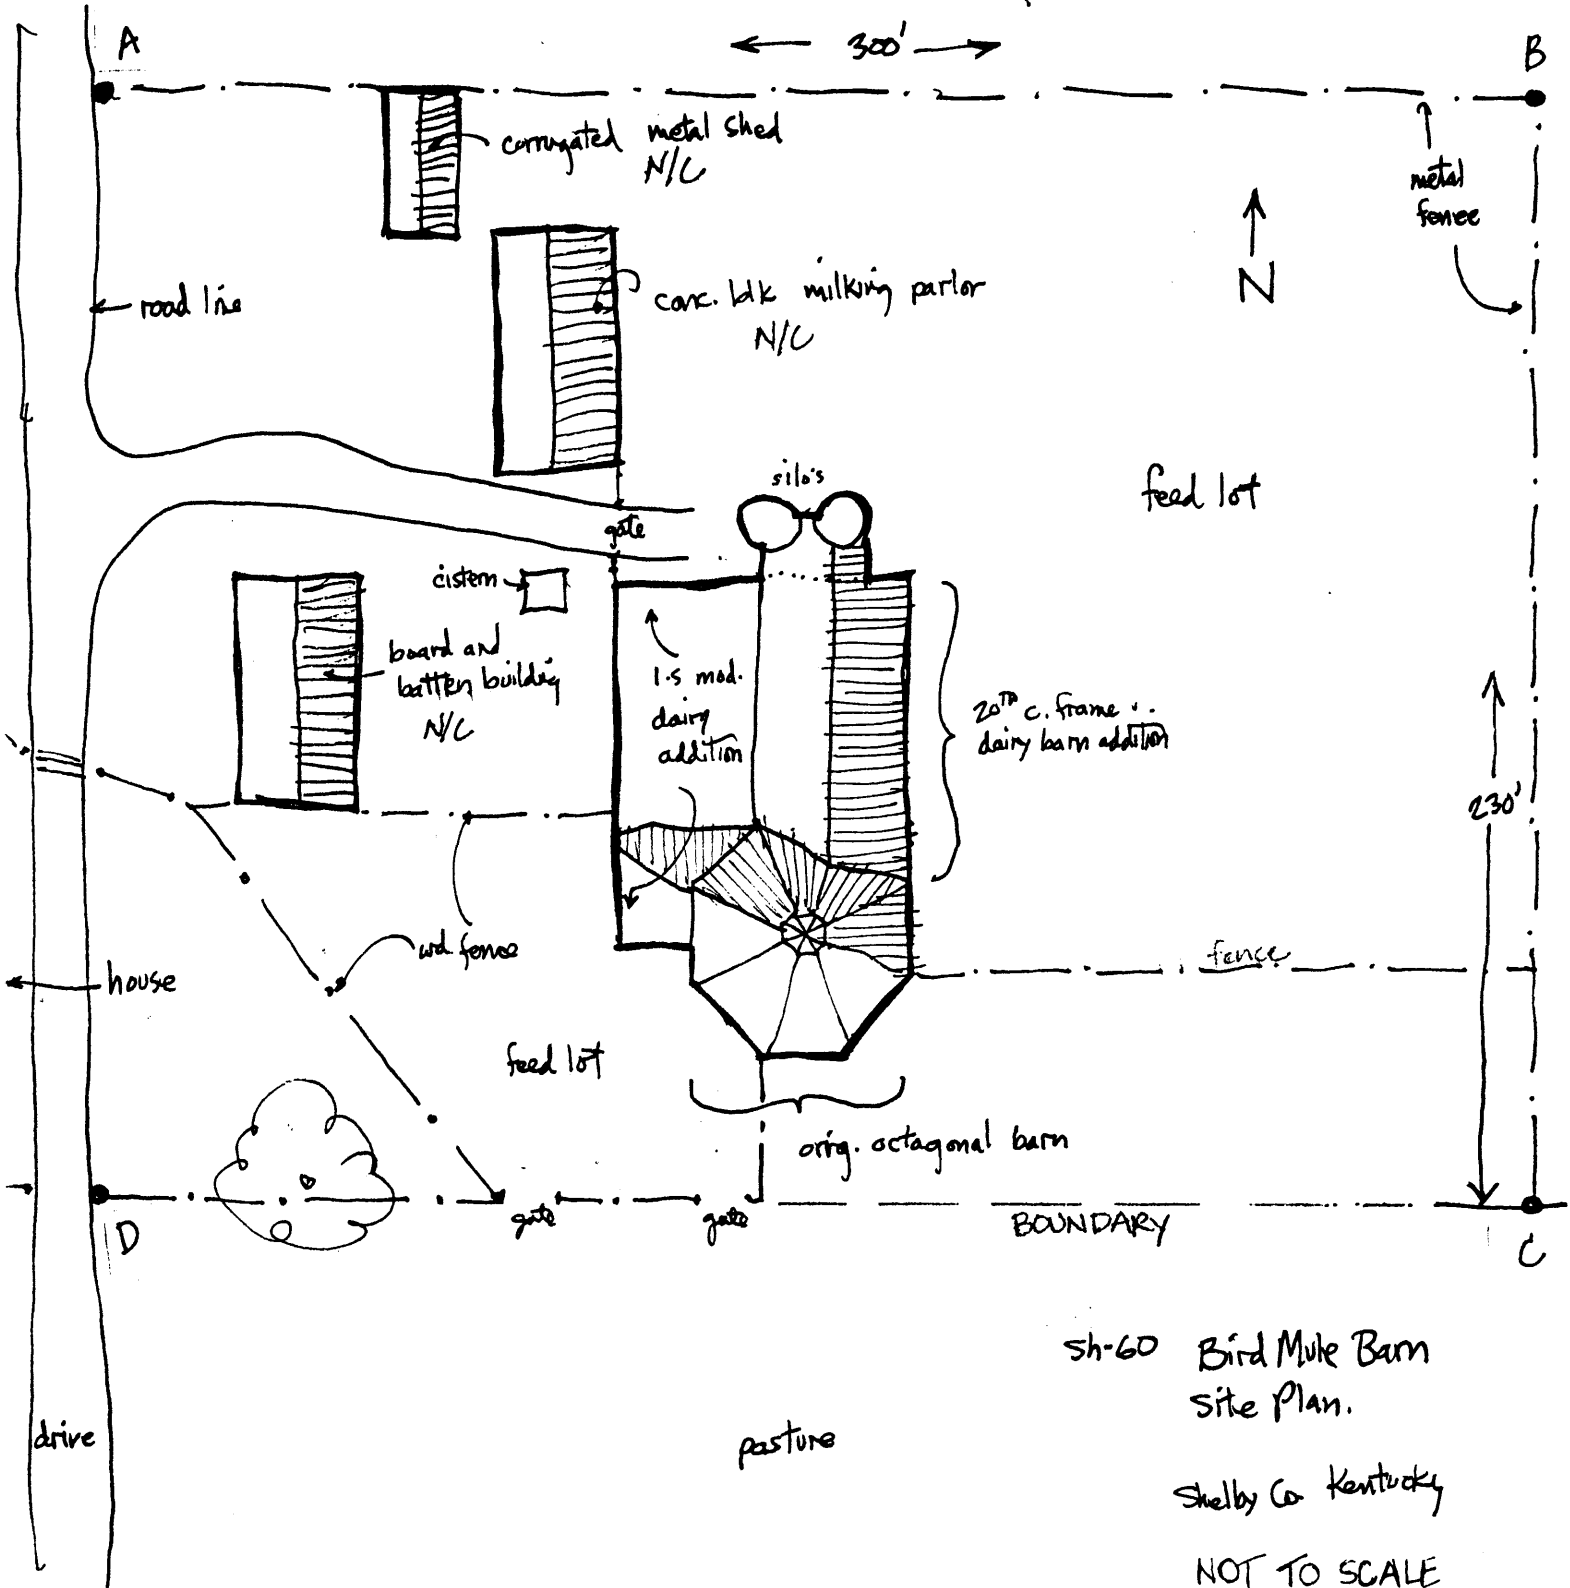 A
300'
B
corrugated metal shed
N/C
metal
fence
N
road line
conc. blk milking parlor
N/C
silo's
feed lot
gate
cistern
board and
batten building
N/C
1-s mod.
dairy
addition
20TH c. frame
dairy barn addition
230'
wd. fence
fence
house
feed lot
orig. octagonal barn
D
gate
gate
BOUNDARY
C
Sh-60 Bird Mule Barn
Site Plan.
drive
pasture
Shelby Co. Kentucky
NOT TO SCALE